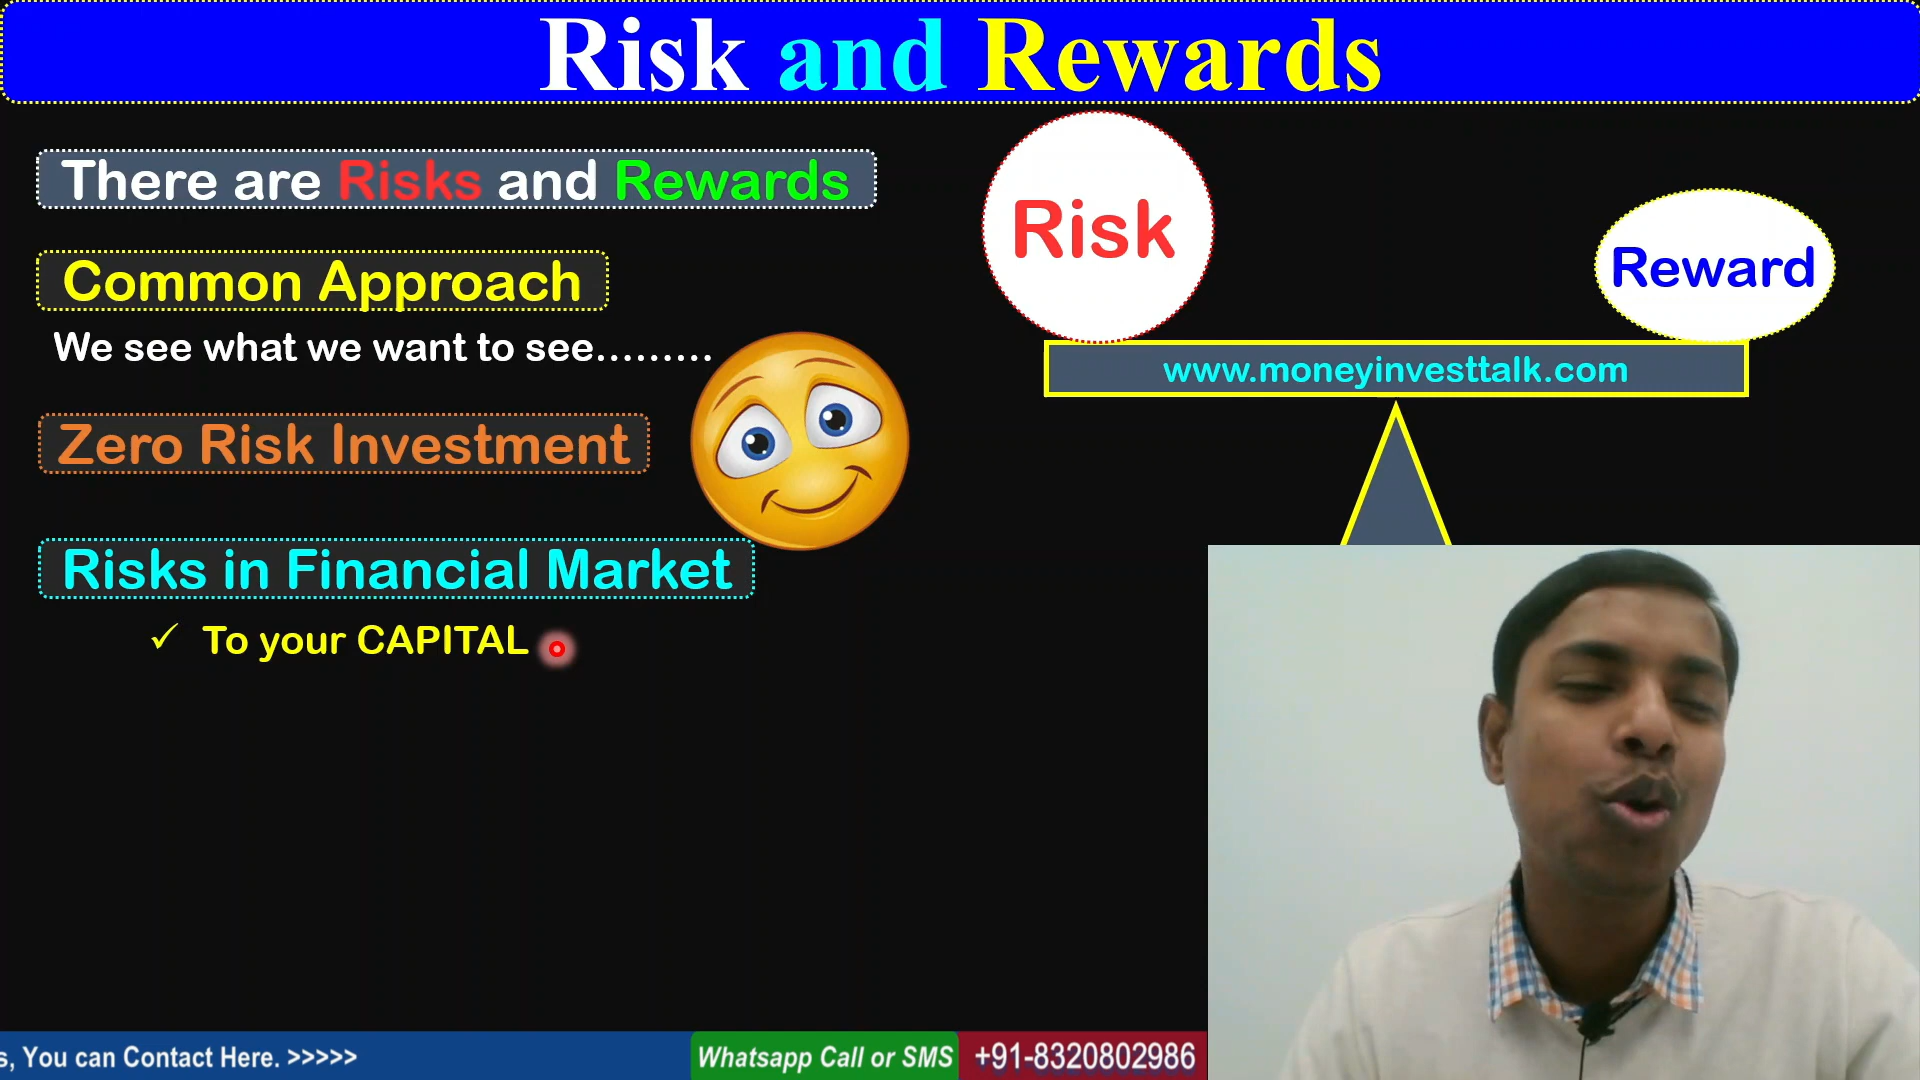 Risk and Rewards
There are Risks and Rewards
Common Approach
We see what we want to see.........
Zero Risk Investment
Risks in Financial Market
✓ To your CAPITAL
Risk
Reward
www.moneyinvesttalk.com
s, You can Contact Here. >>>>>
Whatsapp Call or SMS
+91-8320802986